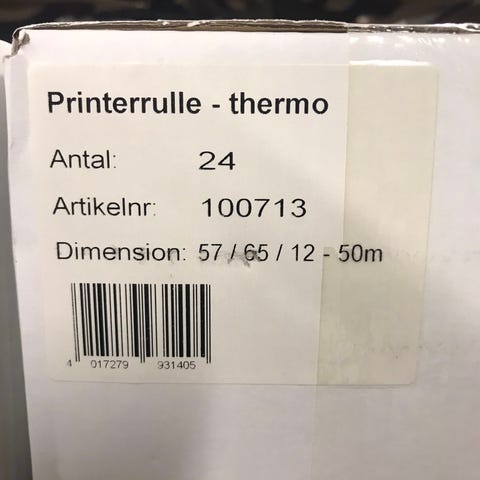 Printerrulle - thermo
Antal: 24
Artikelnr: 100713
Dimension: 57 / 65 / 12 - 50m
4 017279 931405